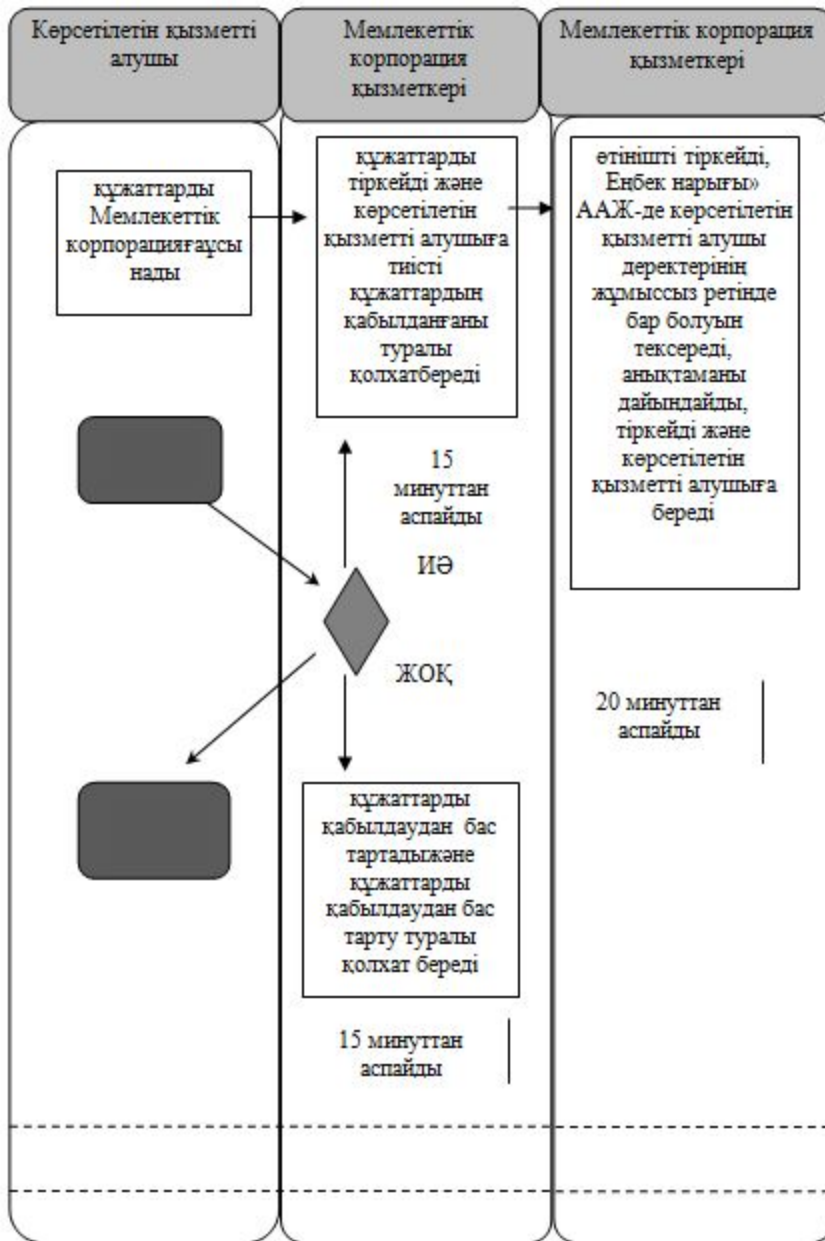 Көрсетілетін қызметті
алушы
Мемлекеттік
корпорация
қызметкері
Мемлекеттік корпорация
қызметкері
құжаттарды
Мемлекеттік
корпорацияғаұсы
нады
құжаттарды
тіркейді және
көрсетілетін
қызметті алушыға
тиісті
құжаттардың
қабылданғаны
туралы
қолхатбереді
өтінішті тіркейді,
Еңбек нарығы»
ААЖ-де көрсетілетін
қызметті алушы
деректерінің
жұмыссыз ретінде
бар болуын
тексереді,
анықтаманы
дайындайды,
тіркейді және
көрсетілетін
қызметті алушыға
береді
15
минуттан
аспайды
ИӘ
ЖОҚ
20 минуттан
аспайды
құжаттарды
қабылдаудан бас
тартадыжәне
құжаттарды
қабылдаудан бас
тарту туралы
қолхат береді
15 минуттан
аспайды